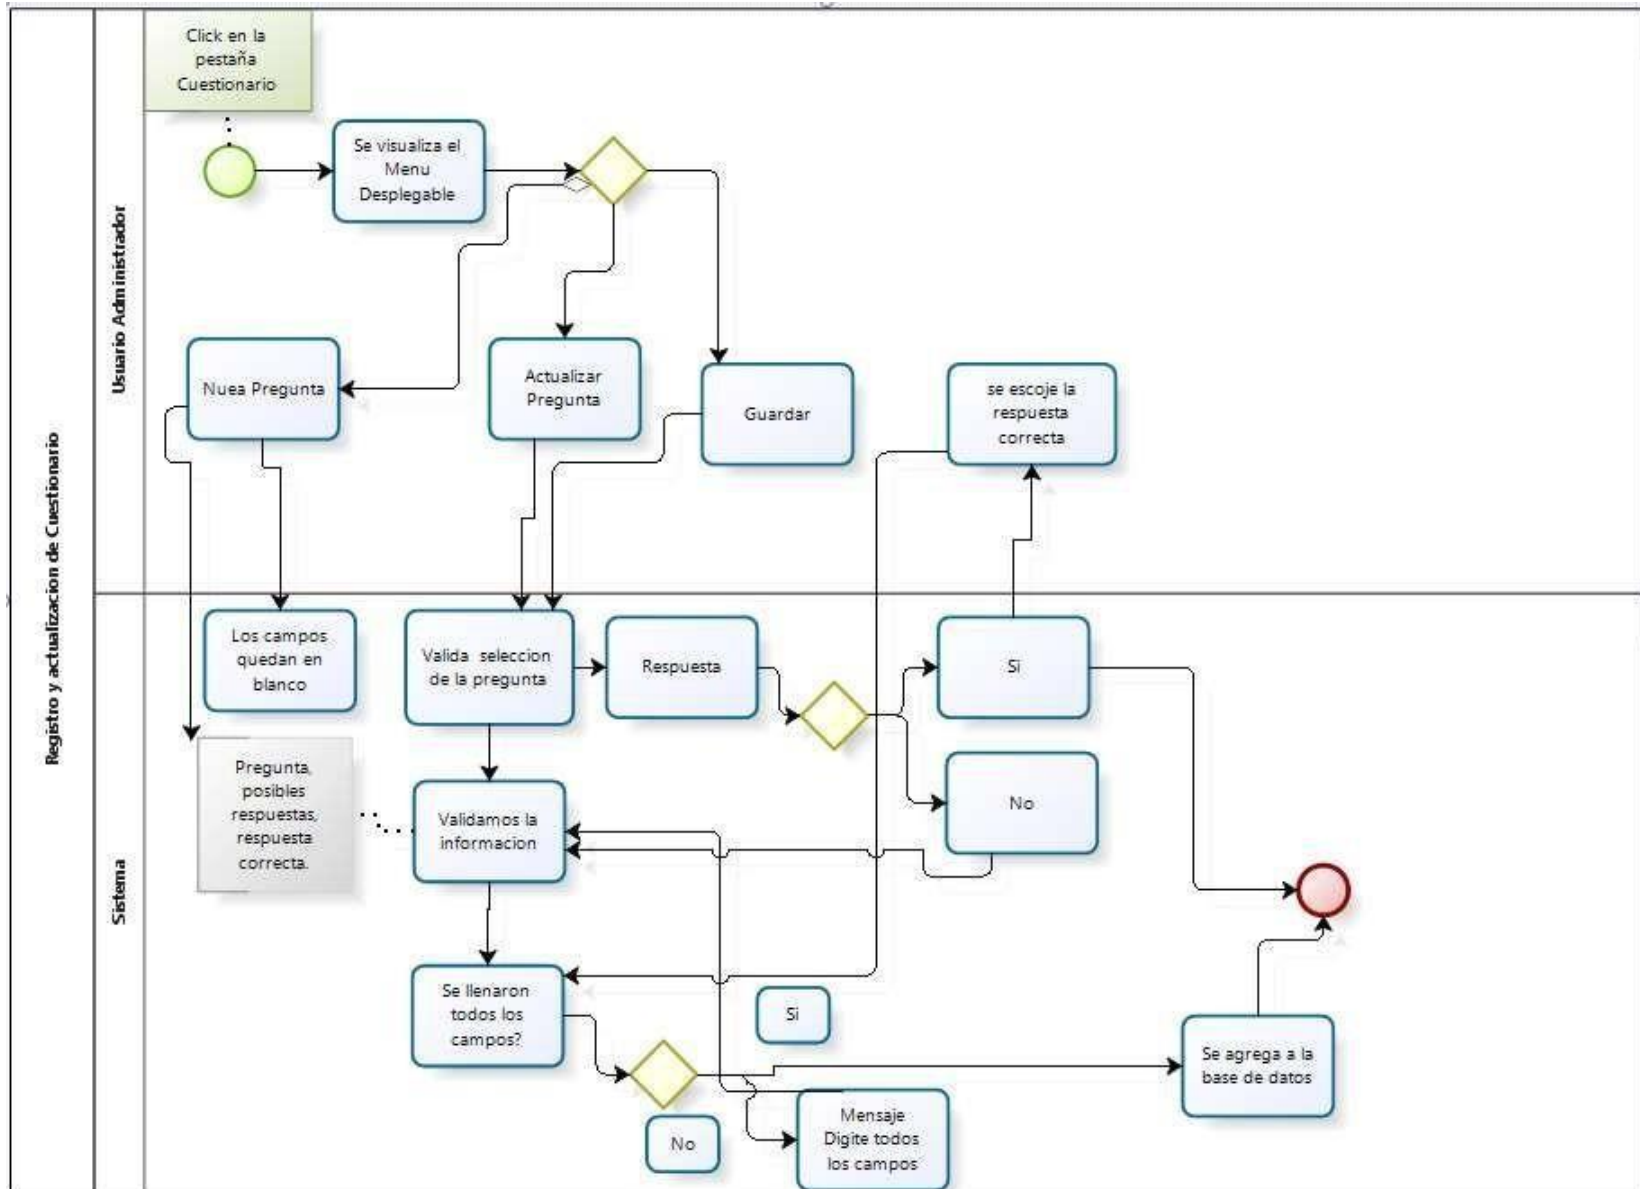 Registro y actualizacion de Cuestionario
Usuario Administrador
Click en la
pestaña
Cuestionario
Se visualiza el
Menu
Desplegable
Nuea Pregunta
Actualizar
Pregunta
Guardar
se escoje la
respuesta
correcta
Sistema
Los campos
quedan en
blanco
Valida seleccion
de la pregunta
Respuesta
Si
No
Pregunta,
posibles
respuestas,
respuesta
correcta.
Validamos la
informacion
Se llenaron
todos los
campos?
Si
No
Mensaje
Digite todos
los campos
Se agrega a la
base de datos